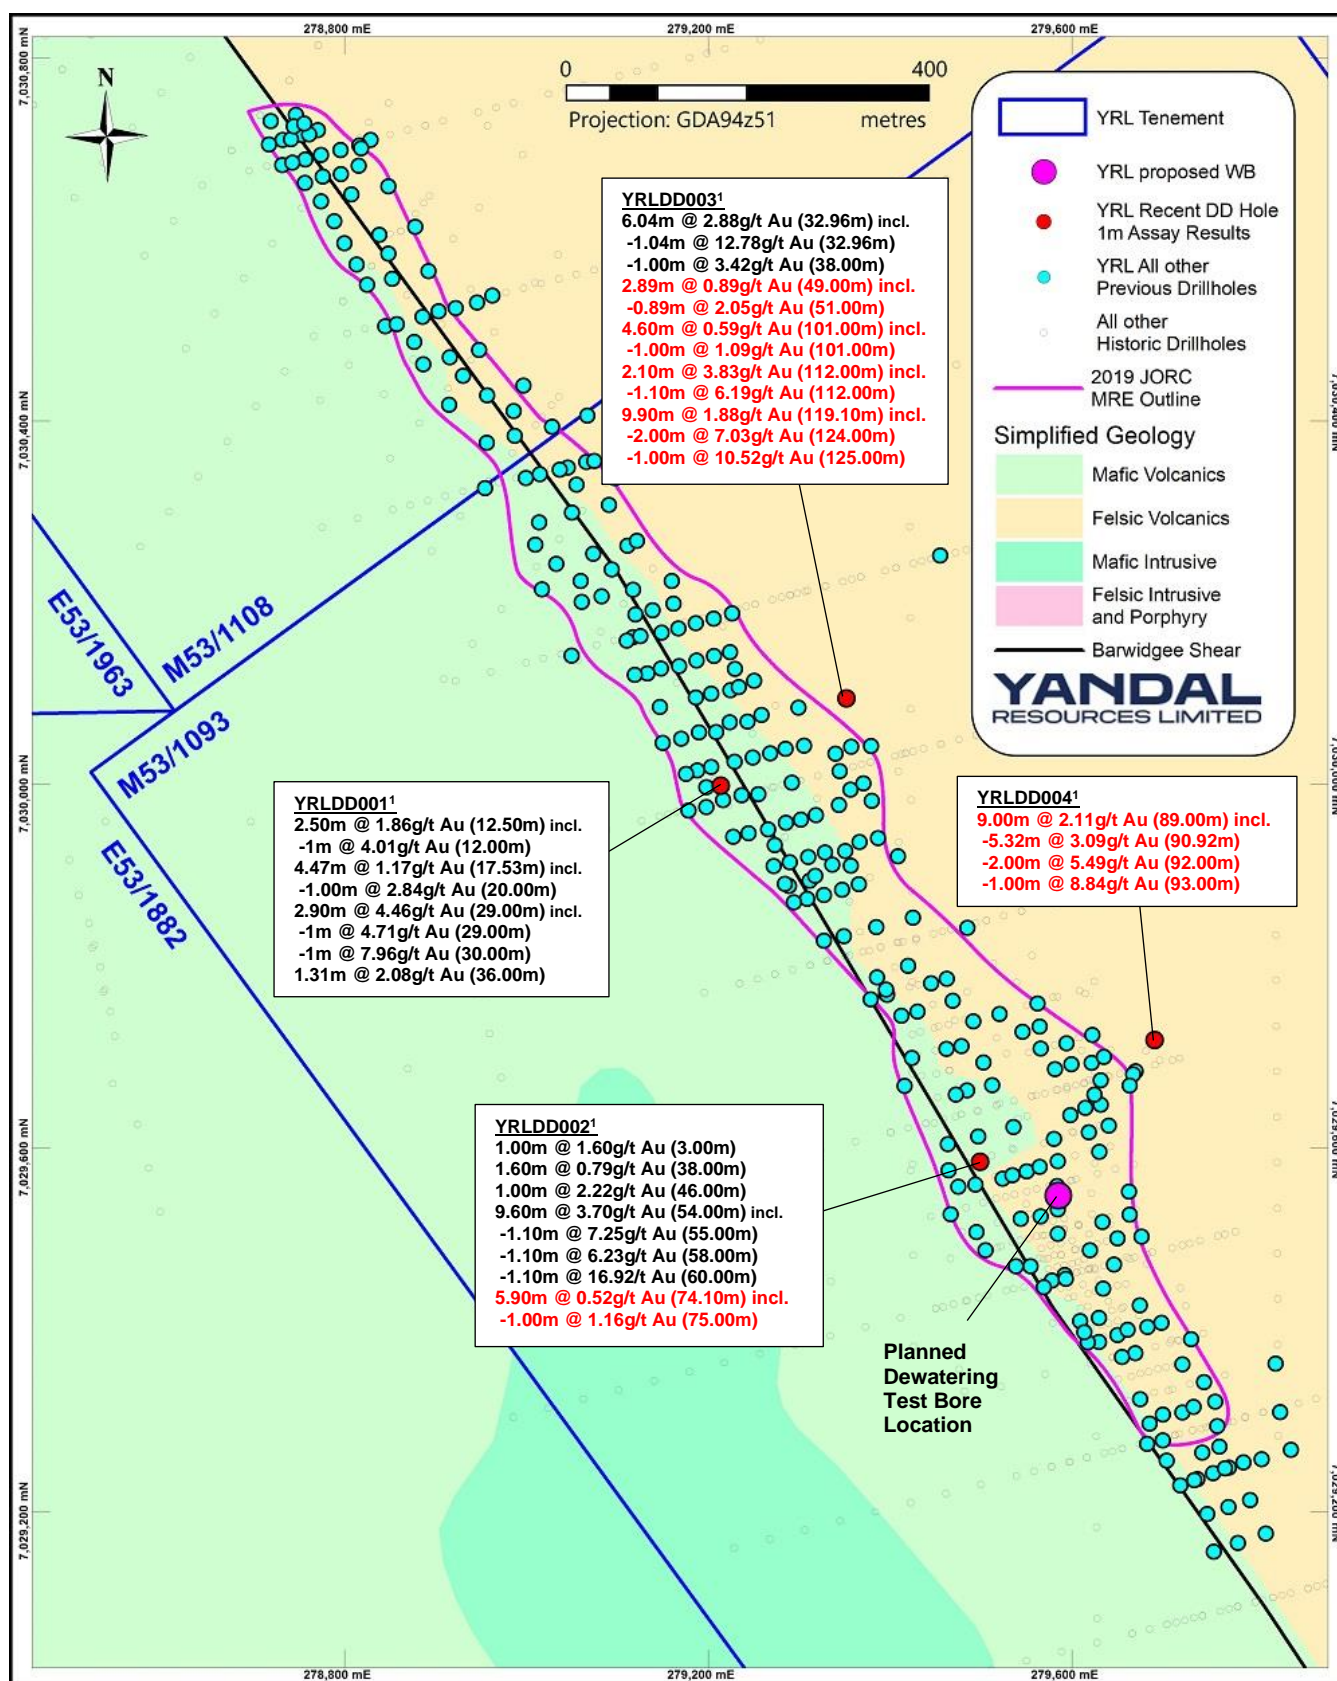 278,800 mE
279,200 mE
279,600 mE
7,030,800 mN
N
0
400
Projection: GDA94z51
metres
YRL Tenement
YRL proposed WB
YRL Recent DD Hole
1m Assay Results
YRL All other
Previous Drillholes
All other
Historic Drillholes
2019 JORC
MRE Outline
Simplified Geology
Mafic Volcanics
Felsic Volcanics
Mafic Intrusive
Felsic Intrusive
and Porphyry
Barwidgee Shear
YANDAL
RESOURCES LIMITED
YRLDD003¹
6.04m @ 2.88g/t Au (32.96m) incl.
-1.04m @ 12.78g/t Au (32.96m)
-1.00m @ 3.42g/t Au (38.00m)
2.89m @ 0.89g/t Au (49.00m) incl.
-0.89m @ 2.05g/t Au (51.00m)
4.60m @ 0.59g/t Au (101.00m) incl.
-1.00m @ 1.09g/t Au (101.00m)
2.10m @ 3.83g/t Au (112.00m) incl.
-1.10m @ 6.19g/t Au (112.00m)
9.90m @ 1.88g/t Au (119.10m) incl.
-2.00m @ 7.03g/t Au (124.00m)
-1.00m @ 10.52g/t Au (125.00m)
7,030,400 mN
E53/1963
M53/1108
M53/1093
E53/1882
7,030,000 mN
YRLDD001¹
2.50m @ 1.86g/t Au (12.50m) incl.
-1m @ 4.01g/t Au (12.00m)
4.47m @ 1.17g/t Au (17.53m) incl.
-1.00m @ 2.84g/t Au (20.00m)
2.90m @ 4.46g/t Au (29.00m) incl.
-1m @ 4.71g/t Au (29.00m)
-1m @ 7.96g/t Au (30.00m)
1.31m @ 2.08g/t Au (36.00m)
YRLDD004¹
9.00m @ 2.11g/t Au (89.00m) incl.
-5.32m @ 3.09g/t Au (90.92m)
-2.00m @ 5.49g/t Au (92.00m)
-1.00m @ 8.84g/t Au (93.00m)
7,029,600 mN
YRLDD002¹
1.00m @ 1.60g/t Au (3.00m)
1.60m @ 0.79g/t Au (38.00m)
1.00m @ 2.22g/t Au (46.00m)
9.60m @ 3.70g/t Au (54.00m) incl.
-1.10m @ 7.25g/t Au (55.00m)
-1.10m @ 6.23g/t Au (58.00m)
-1.10m @ 16.92/t Au (60.00m)
5.90m @ 0.52g/t Au (74.10m) incl.
-1.00m @ 1.16g/t Au (75.00m)
Planned
Dewatering
Test Bore
Location
7,029,200 mN
278,800 mE
279,200 mE
279,600 mE